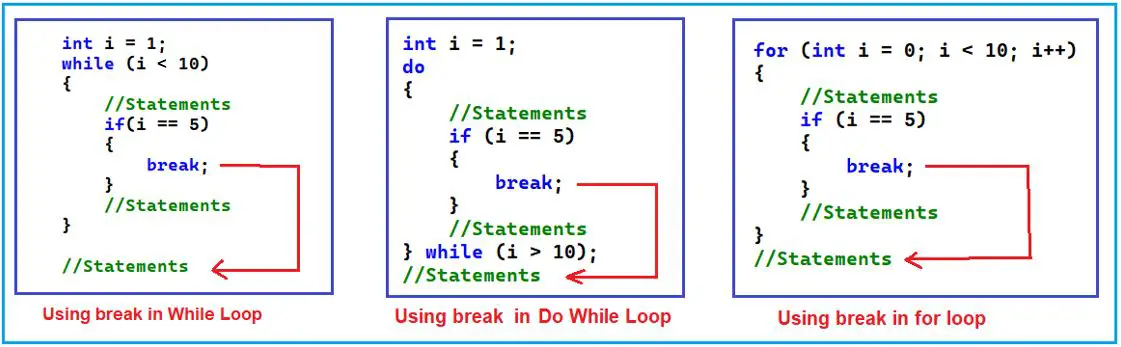 int i = 1;
while (i < 10)
{
//Statements
if(i == 5)
{
break;
}
//Statements
}
//Statements
Using break in While Loop
int i = 1;
do
{
//Statements
if (i == 5)
{
break;
}
//Statements
} while (i > 10);
//Statements
Using break in Do While Loop
for (int i = 0; i < 10; i++)
{
//Statements
if (i == 5)
{
break;
}
//Statements
}
//Statements
Using break in for loop